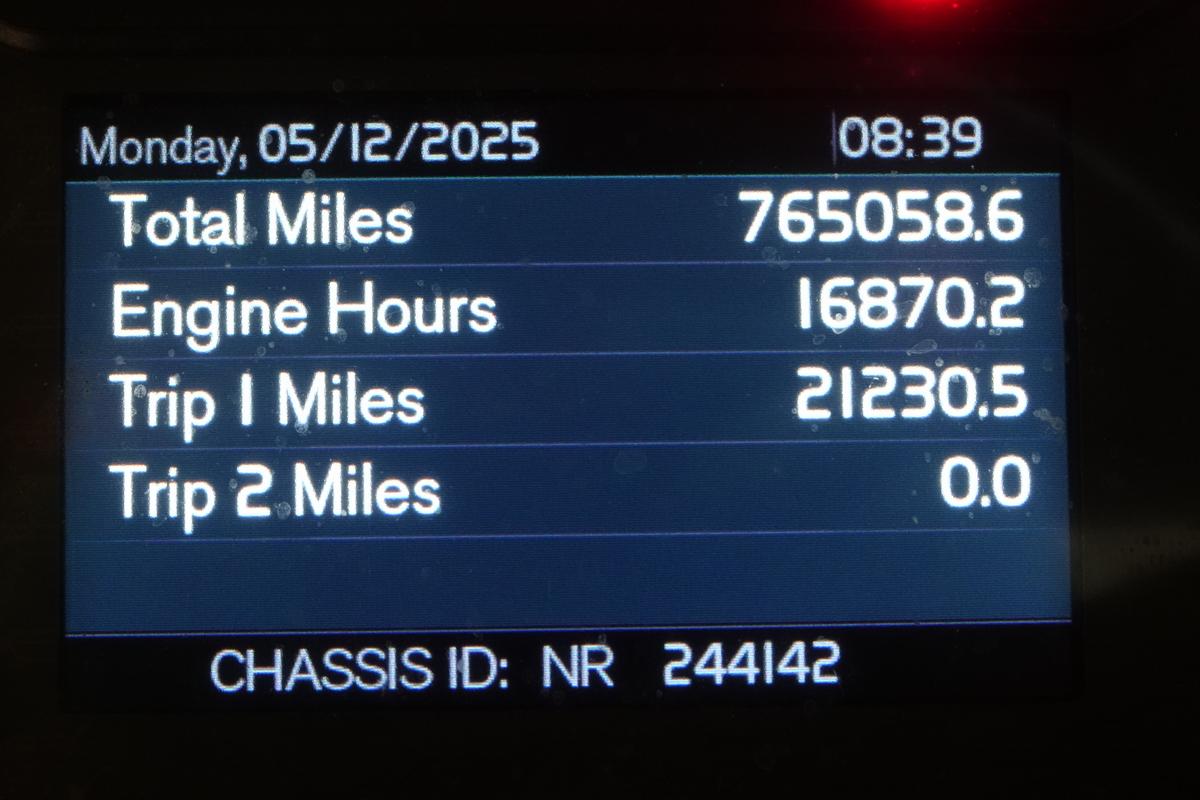 Monday, 05/12/2025 08:39
Total Miles 765058.6
Engine Hours 16870.2
Trip 1 Miles 21230.5
Trip 2 Miles 0.0
CHASSIS ID: NR 244142